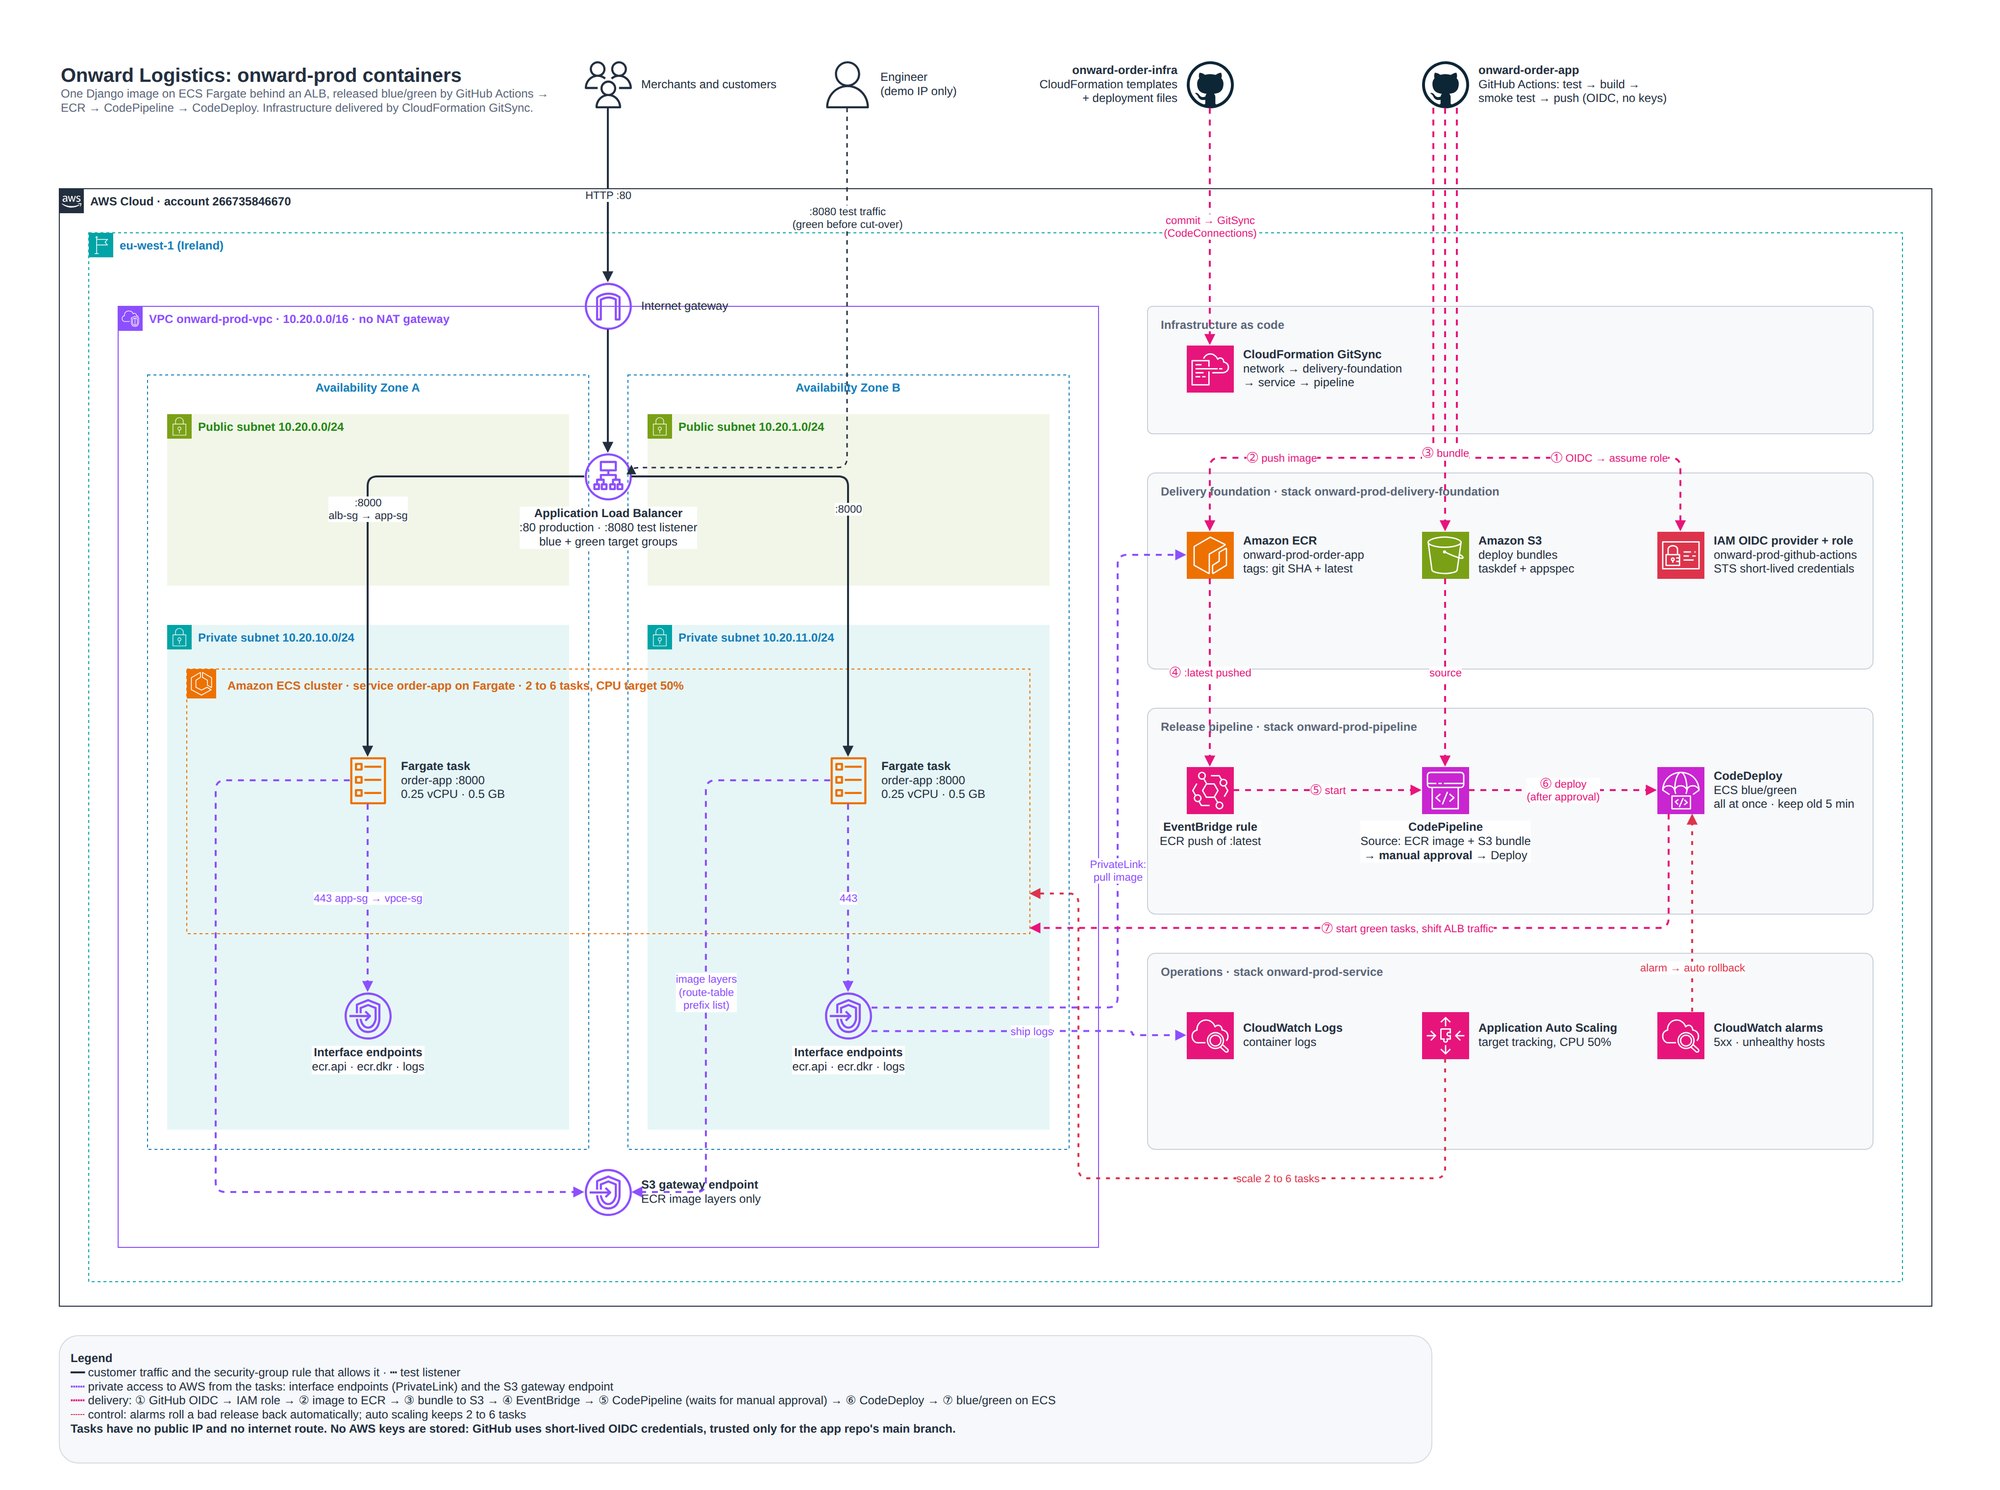 Onward Logistics: onward-prod containers
One Django image on ECS Fargate behind an ALB, released blue/green by GitHub Actions →
ECR → CodePipeline → CodeDeploy. Infrastructure delivered by CloudFormation GitSync.
Merchants and customers
Engineer
(demo IP only)
onward-order-infra
CloudFormation templates
+ deployment files
onward-order-app
GitHub Actions: test → build →
smoke test → push (OIDC, no keys)
HTTP :80
aws
AWS Cloud · account 266735846670
:8080 test traffic
(green before cut-over)
commit → GitSync
(CodeConnections)
eu-west-1 (Ireland)
Internet gateway
VPC onward-prod-vpc · 10.20.0.0/16 · no NAT gateway
Infrastructure as code
CloudFormation GitSync
network → delivery-foundation
→ service → pipeline
Availability Zone A
Availability Zone B
Public subnet 10.20.0.0/24
Public subnet 10.20.1.0/24
② push image
③ bundle
① OIDC → assume role
:8000
alb-sg → app-sg
Application Load Balancer
:80 production · :8080 test listener
blue + green target groups
:8000
Delivery foundation · stack onward-prod-delivery-foundation
Amazon ECR
onward-prod-order-app
tags: git SHA + latest
Amazon S3
deploy bundles
taskdef + appspec
IAM OIDC provider + role
onward-prod-github-actions
STS short-lived credentials
Private subnet 10.20.10.0/24
Private subnet 10.20.11.0/24
④ :latest pushed
source
Amazon ECS cluster · service order-app on Fargate · 2 to 6 tasks, CPU target 50%
Release pipeline · stack onward-prod-pipeline
Fargate task
order-app :8000
0.25 vCPU · 0.5 GB
Fargate task
order-app :8000
0.25 vCPU · 0.5 GB
⑤ start
⑥ deploy
(after approval)
CodeDeploy
ECS blue/green
all at once · keep old 5 min
EventBridge rule
ECR push of :latest
CodePipeline
Source: ECR image + S3 bundle
→ manual approval → Deploy
PrivateLink:
pull image
443 app-sg → vpce-sg
443
⑦ start green tasks, shift ALB traffic
image layers
(route-table
prefix list)
Operations · stack onward-prod-service
alarm → auto rollback
ship logs
CloudWatch Logs
container logs
Application Auto Scaling
target tracking, CPU 50%
CloudWatch alarms
5xx · unhealthy hosts
Interface endpoints
ecr.api · ecr.dkr · logs
Interface endpoints
ecr.api · ecr.dkr · logs
S3 gateway endpoint
ECR image layers only
scale 2 to 6 tasks
Legend
customer traffic and the security-group rule that allows it · test listener
private access to AWS from the tasks: interface endpoints (PrivateLink) and the S3 gateway endpoint
delivery: ① GitHub OIDC → IAM role → ② image to ECR → ③ bundle to S3 → ④ EventBridge → ⑤ CodePipeline (waits for manual approval) → ⑥ CodeDeploy → ⑦ blue/green on ECS
control: alarms roll a bad release back automatically; auto scaling keeps 2 to 6 tasks
Tasks have no public IP and no internet route. No AWS keys are stored: GitHub uses short-lived OIDC credentials, trusted only for the app repo's main branch.